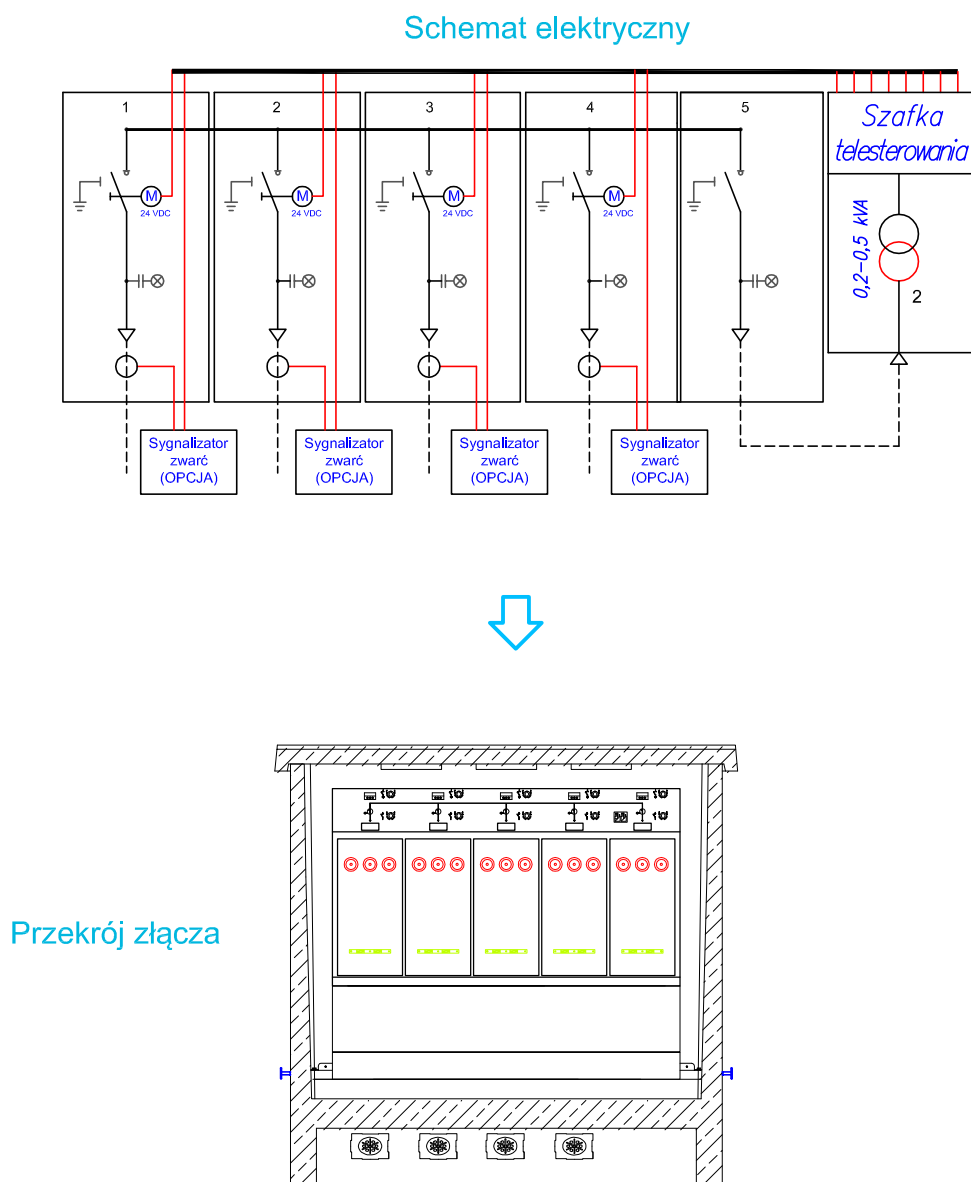 Schemat elektryczny
1
2
3
4
5
Szafka
telesterowania
M
24 VDC
M
24 VDC
M
24 VDC
M
24 VDC
0,2-0,5 kVA
2
Sygnalizator
zwarć
(OPCJA)
Sygnalizator
zwarć
(OPCJA)
Sygnalizator
zwarć
(OPCJA)
Sygnalizator
zwarć
(OPCJA)
Przekrój złącza